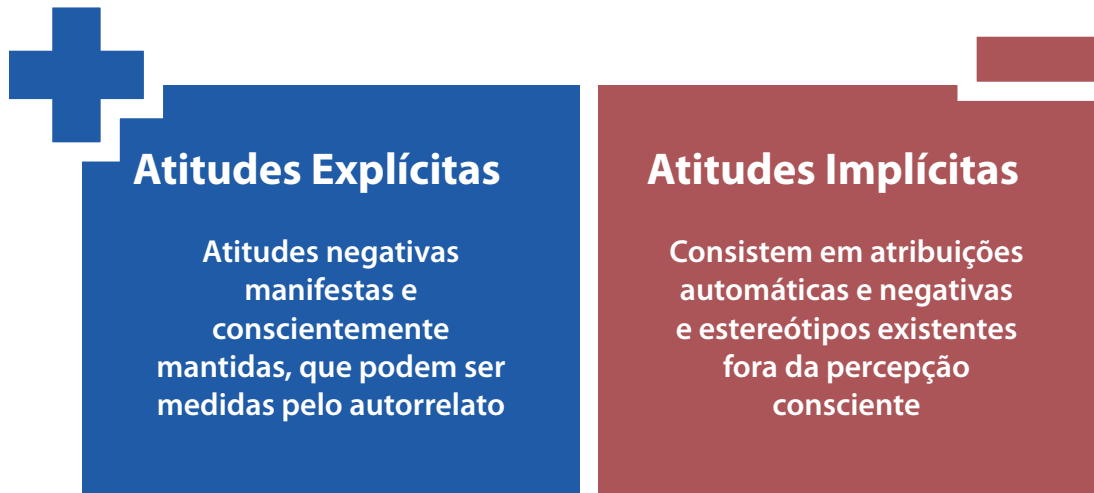 Atitudes Explícitas
Atitudes negativas
manifestas e
conscientemente
mantidas, que podem ser
medidas pelo autorrelato
Atitudes Implícitas
Consistem em atribuições
automáticas e negativas
e estereótipos existentes
fora da percepção
consciente